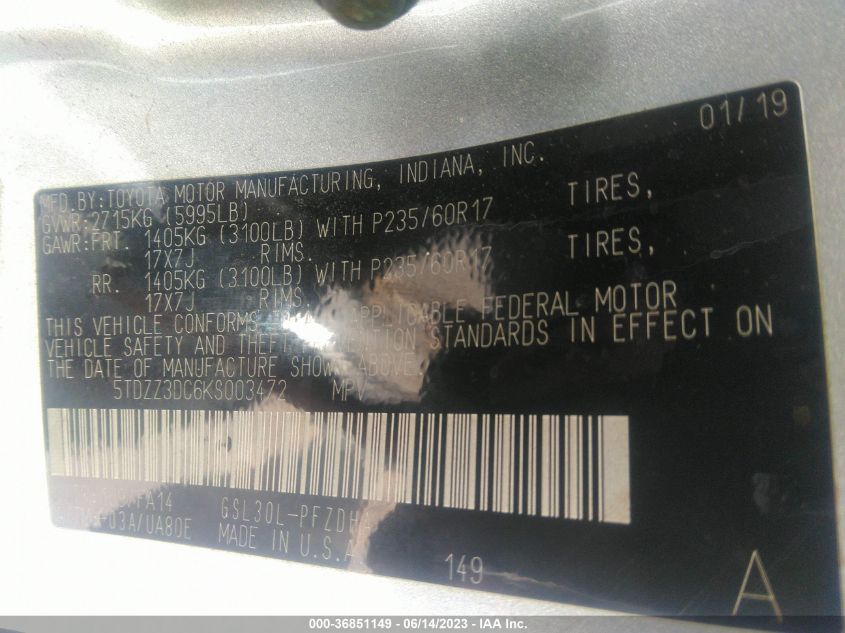 01/19
MFD.BY:TOYOTA MOTOR MANUFACTURING, INDIANA, INC.
GVWR:2715KG (5995LB)
GAWR:FRT. 1405KG (3100LB) WITH P235/60R17 TIRES,
17X7J RIMS.
RR. 1405KG (3100LB) WITH P235/60R17 TIRES,
17X7J RIMS.
THIS VEHICLE CONFORMS APPLICABLE FEDERAL MOTOR
VEHICLE SAFETY AND THEFT PREVENTION STANDARDS IN EFFECT ON
THE DATE OF MANUFACTURE SHOWN ABOVE.
5TDZZ3DC6KS003472 MPV
GSL30L-PFZDHA
03A/UA80E MADE IN U.S.A
149
A
000-36851149 - 06/14/2023 - IAA Inc.